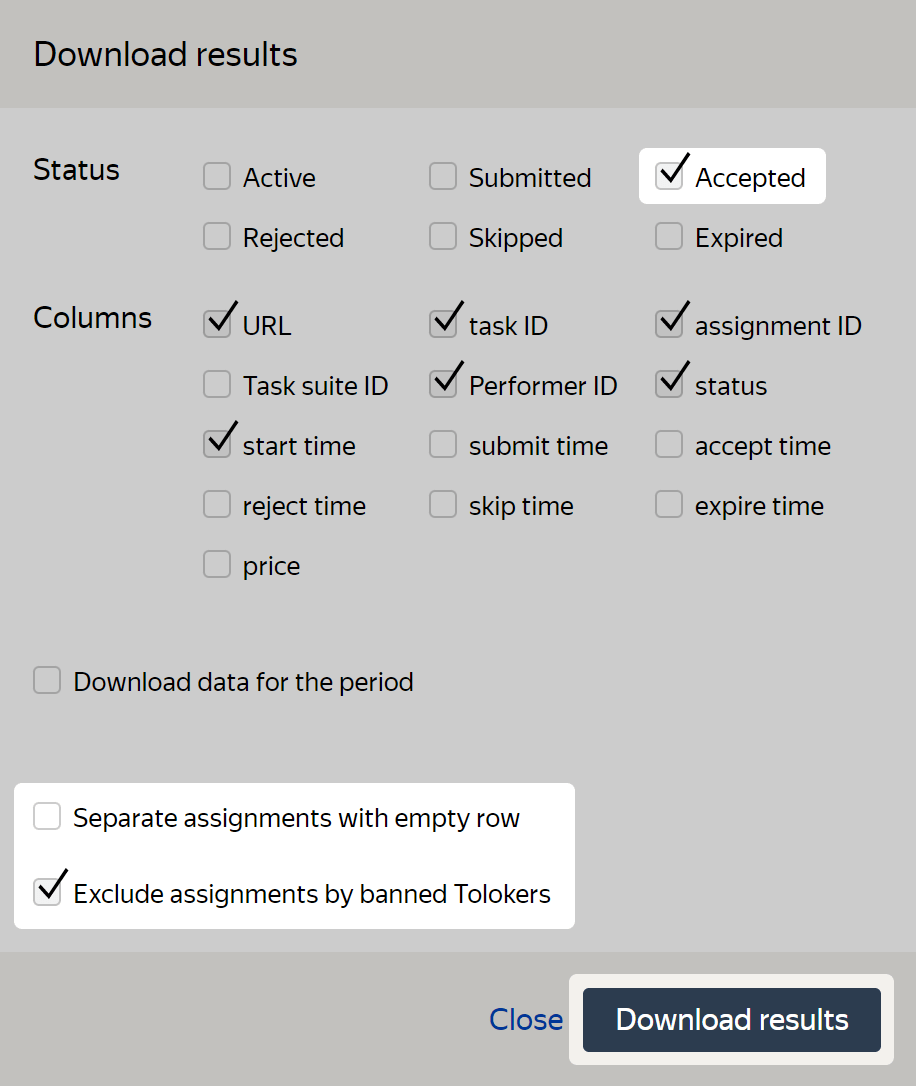 Download results
Status
Active Submitted Accepted
Rejected Skipped Expired
Columns
URL task ID assignment ID
Task suite ID Performer ID status
start time submit time accept time
reject time skip time expire time
price
Download data for the period
Separate assignments with empty row
Exclude assignments by banned Tolokers
Close Download results